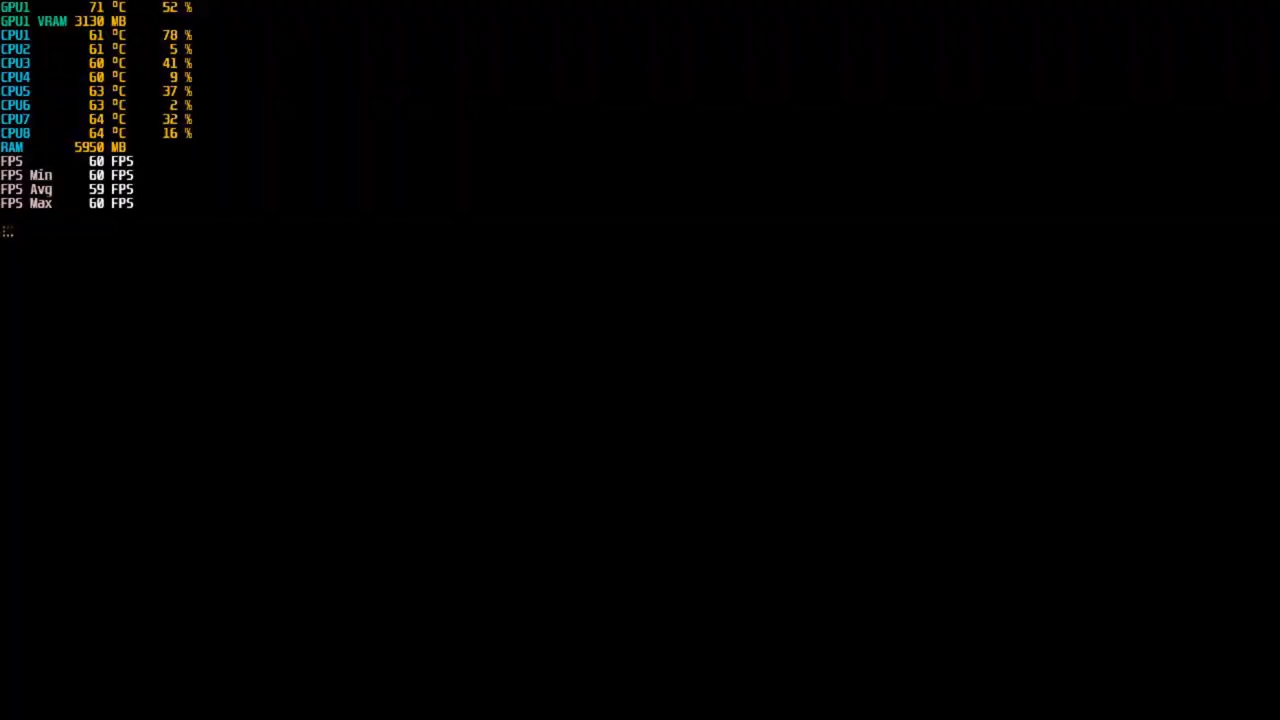 GPU1 71 °C 52 %
GPU1 VRAM 3130 MB
CPU1 61 °C 78 %
CPU2 61 °C 5 %
CPU3 60 °C 41 %
CPU4 60 °C 9 %
CPU5 63 °C 37 %
CPU6 63 °C 2 %
CPU7 64 °C 32 %
CPU8 64 °C 16 %
RAM 5950 MB
FPS 60 FPS
FPS Min 60 FPS
FPS Avg 59 FPS
FPS Max 60 FPS